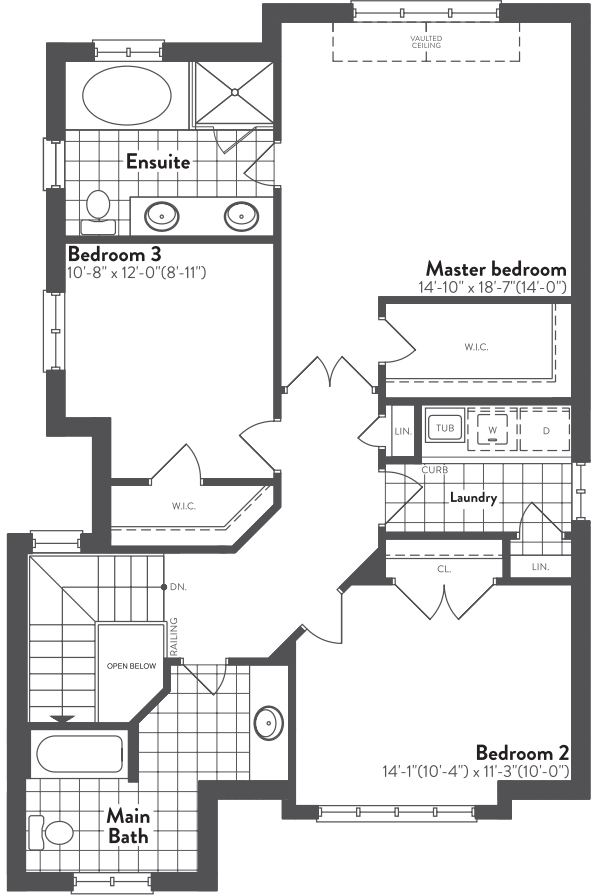 VAULTED
CEILING
Ensuite
Bedroom 3
10'-8" x 12'-0"(8'-11")
Master bedroom
14'-10" x 18'-7"(14'-0")
W.I.C.
LIN.
TUB
W
D
CURB
Laundry
W.I.C.
CL.
LIN.
DN.
RAILING
OPEN BELOW
Bedroom 2
14'-1"(10'-4") x 11'-3"(10'-0")
Main
Bath